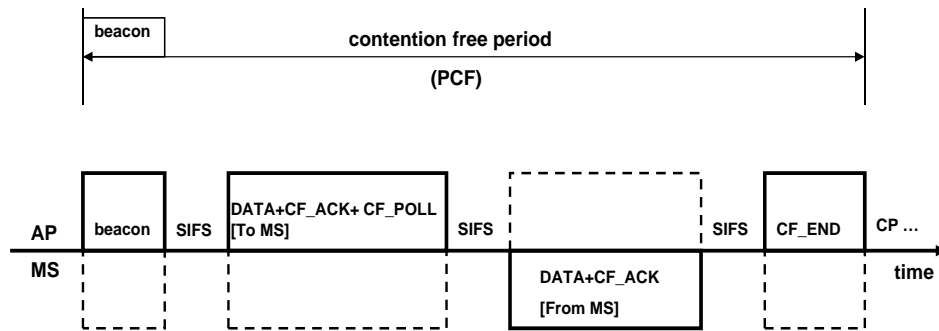 beacon
contention free period
(PCF)
DATA+CF_ACK+ CF_POLL
[To MS]
AP
beacon
SIFS
SIFS
SIFS
CF_END
CP ...
MS
time
DATA+CF_ACK
[From MS]